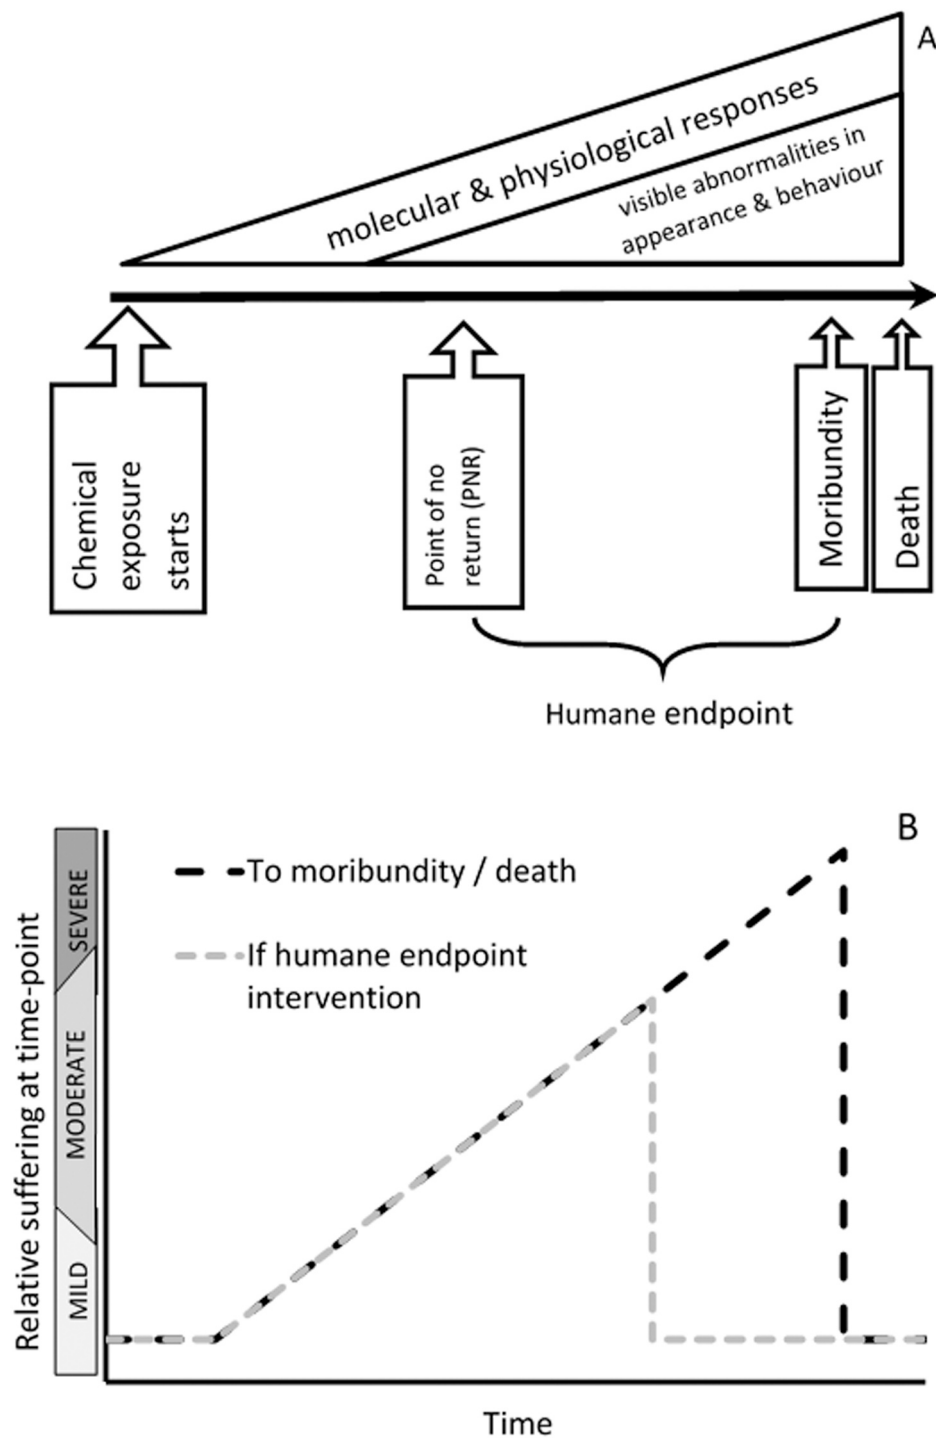 A
molecular & physiological responses
visible abnormalities in
appearance & behaviour
Chemical
exposure
starts
Point of no
return (PNR)
Moribundity
Death
Humane endpoint
B
To moribundity / death
If humane endpoint
intervention
Relative suffering at time-point
SEVERE
MODERATE
MILD
Time